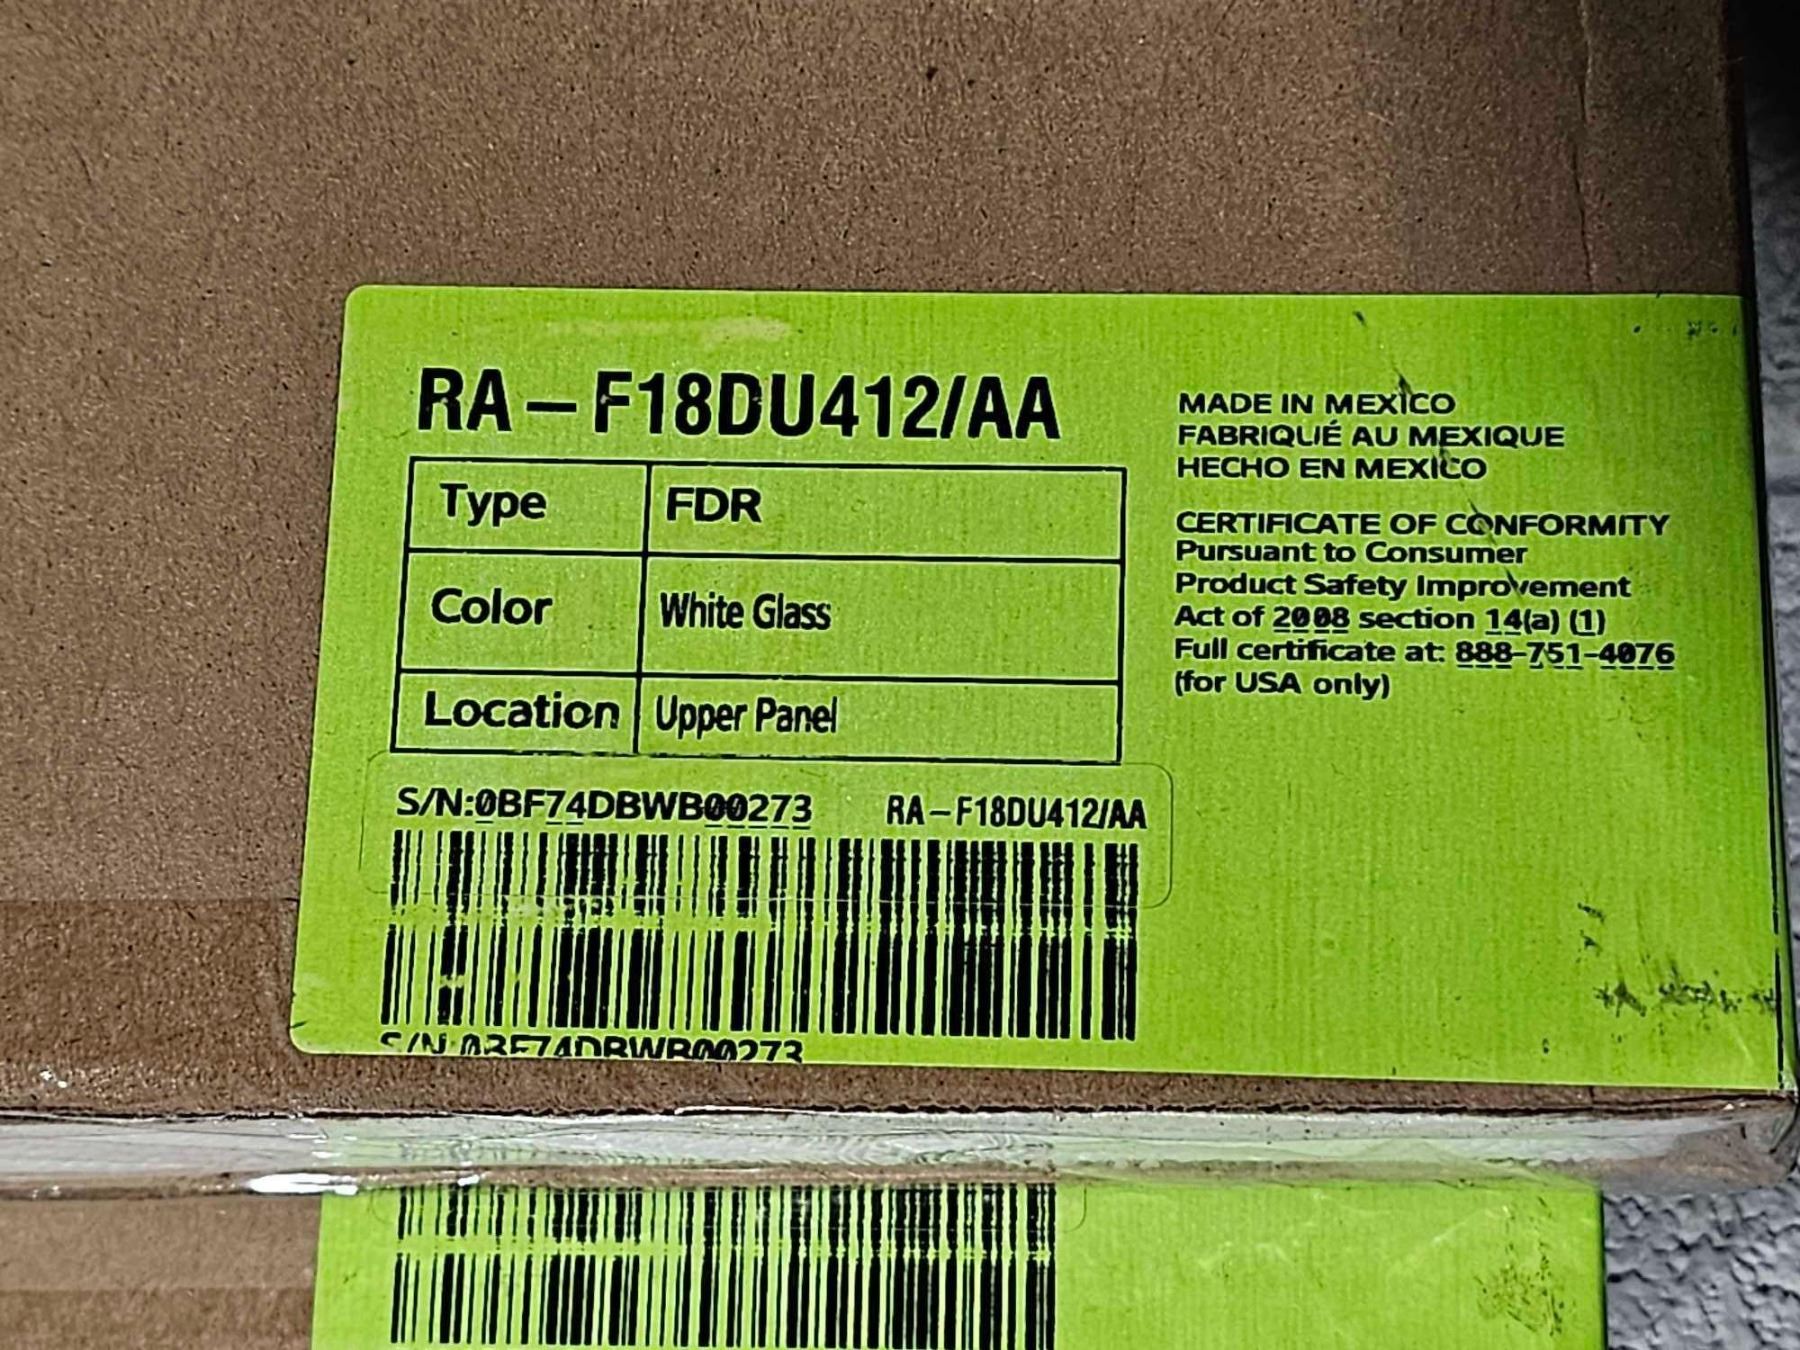 RA-F18DU412/AA
Type FDR
Color White Glass
Location Upper Panel
S/N:0BF74DBWB00273 RA-F18DU412/AA
S/N:0BF74DBWB00273
MADE IN MEXICO
FABRIQUÉ AU MEXIQUE
HECHO EN MEXICO
CERTIFICATE OF CONFORMITY
Pursuant to Consumer
Product Safety Improvement
Act of 2008 section 14(a) (1)
Full certificate at: 888-751-4076
(for USA only)